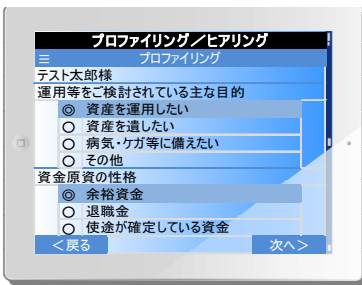 プロファイリング／ヒアリング
☰ プロファイリング
テスト太郎様
運用等をご検討されている主な目的
◎ 資産を運用したい
○ 資産を遺したい
○ 病気・ケガ等に備えたい
○ その他
資金原資の性格
◎ 余裕資金
○ 退職金
○ 使途が確定している資金
＜戻る 次へ＞